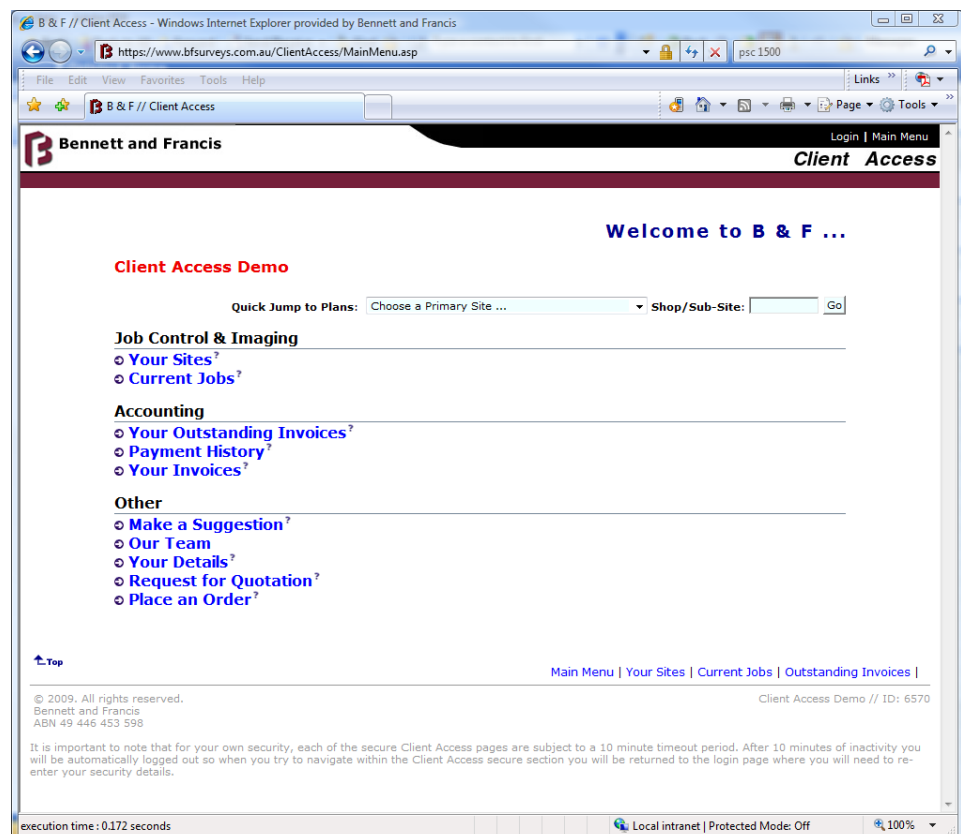 B & F // Client Access - Windows Internet Explorer provided by Bennett and Francis
https://www.bfsurveys.com.au/ClientAccess/MainMenu.asp
psc 1500
File Edit View Favorites Tools Help
Links »
B & F // Client Access
Page Tools »
Bennett and Francis
Login | Main Menu
Client Access
Welcome to B & F ...
Client Access Demo
Quick Jump to Plans: Choose a Primary Site ... Shop/Sub-Site: Go
Job Control & Imaging
Your Sites?
Current Jobs?
Accounting
Your Outstanding Invoices?
Payment History?
Your Invoices?
Other
Make a Suggestion?
Our Team
Your Details?
Request for Quotation?
Place an Order?
Top
Main Menu | Your Sites | Current Jobs | Outstanding Invoices |
© 2009. All rights reserved.
Client Access Demo // ID: 6570
Bennett and Francis
ABN 49 446 453 598
It is important to note that for your own security, each of the secure Client Access pages are subject to a 10 minute timeout period. After 10 minutes of inactivity you
will be automatically logged out so when you try to navigate within the Client Access secure section you will be returned to the login page where you will need to re-
enter your security details.
execution time : 0.172 seconds
Local intranet | Protected Mode: Off
100%